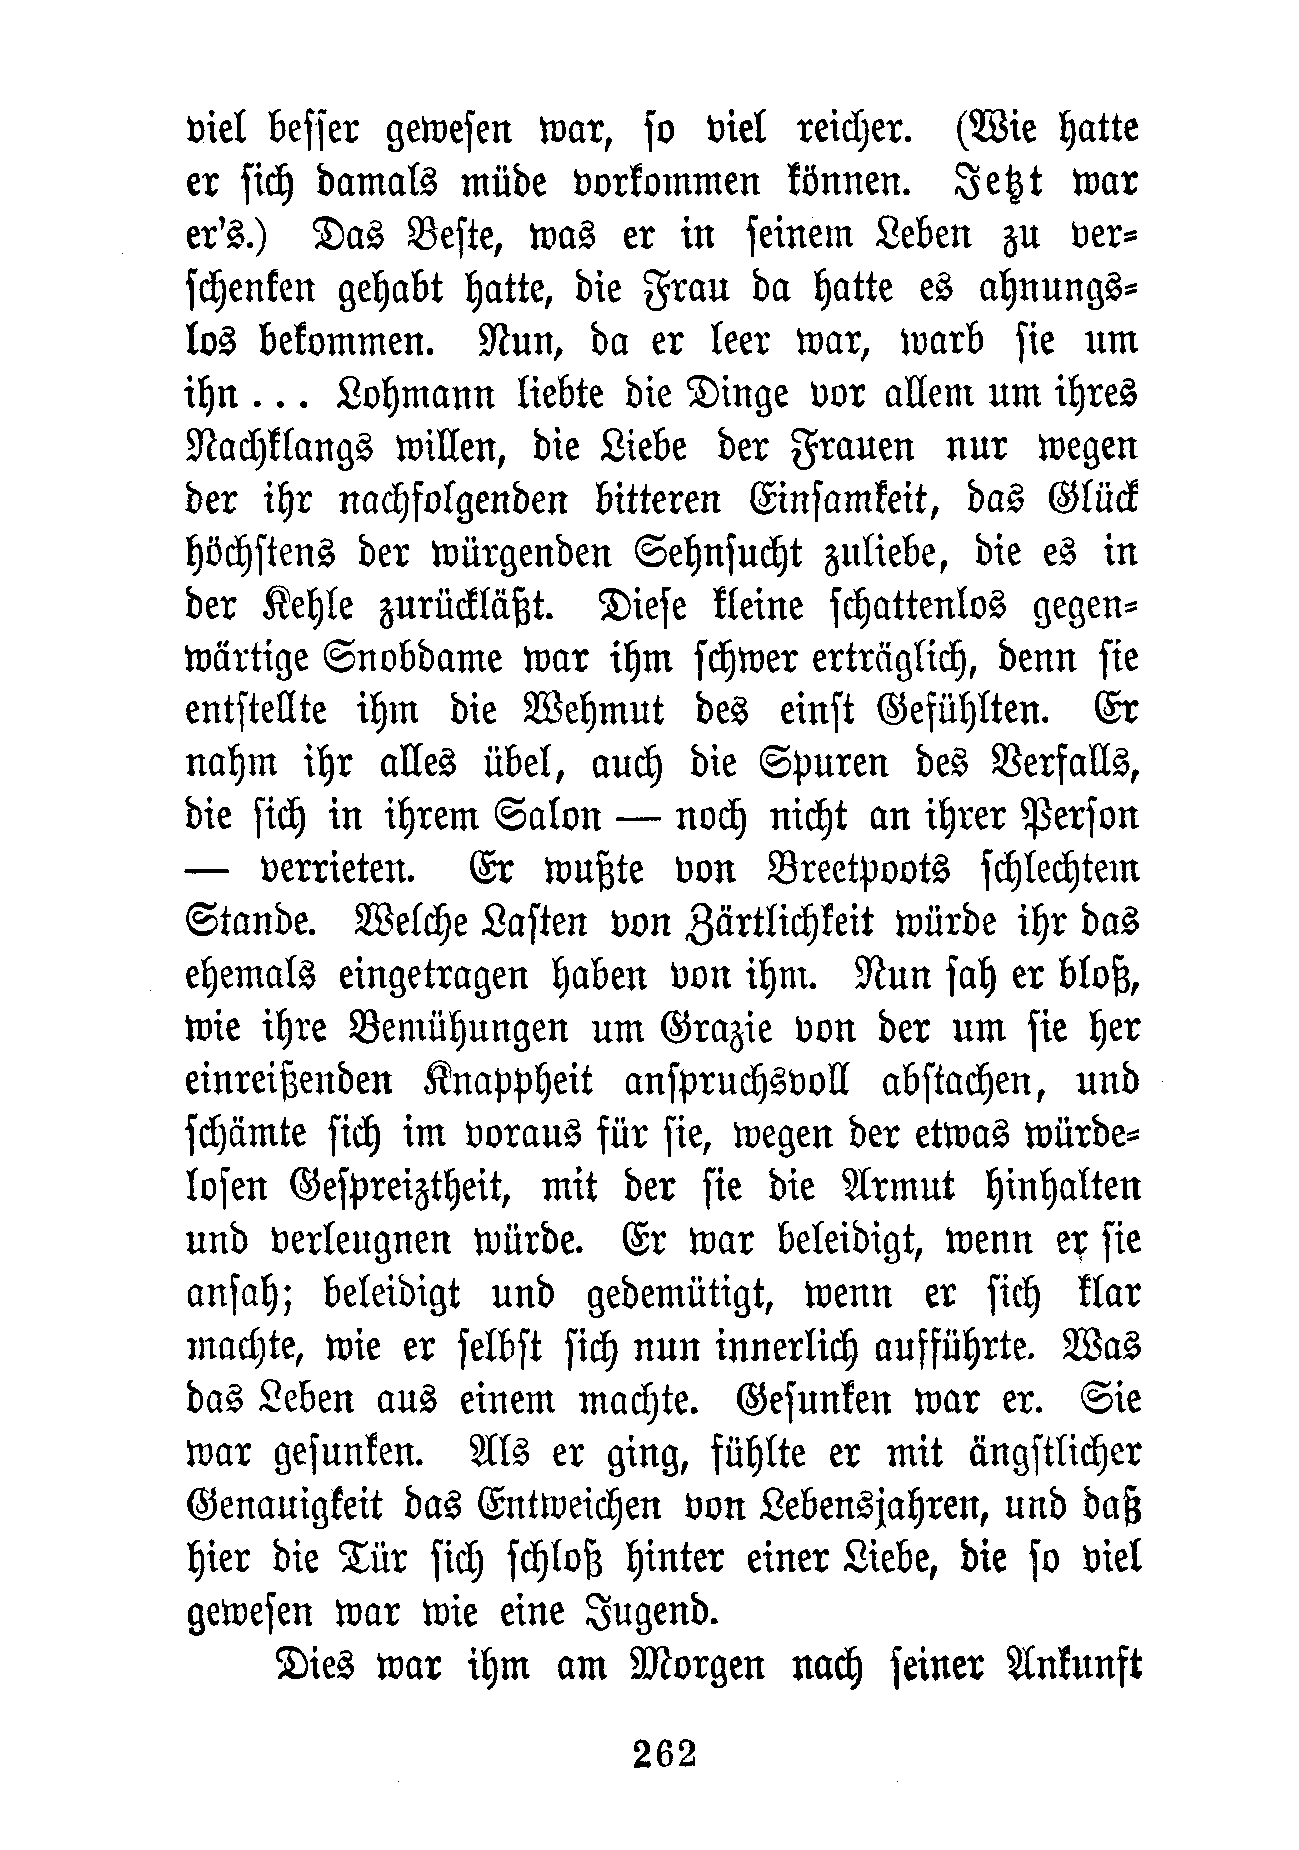 viel beſſer geweſen war, ſo viel reicher. (Wie hatte
er ſich damals müde vorkommen können. Jetzt war
er's.) Das Beſte, was er in ſeinem Leben zu ver⸗
ſchenken gehabt hatte, die Frau da hatte es ahnungs⸗
los bekommen. Nun, da er leer war, warb ſie um
ihn . . . Lohmann liebte die Dinge vor allem um ihres
Nachklangs willen, die Liebe der Frauen nur wegen
der ihr nachfolgenden bitteren Einſamkeit, das Glück
höchſtens der würgenden Sehnſucht zuliebe, die es in
der Kehle zurückläßt. Dieſe kleine ſchattenlos gegen⸗
wärtige Snobdame war ihm ſchwer erträglich, denn ſie
entſtellte ihm die Wehmut des einſt Gefühlten. Er
nahm ihr alles übel, auch die Spuren des Verfalls,
die ſich in ihrem Salon — noch nicht an ihrer Perſon
— verrieten. Er wußte von Breetpoots ſchlechtem
Stande. Welche Laſten von Zärtlichkeit würde ihr das
ehemals eingetragen haben von ihm. Nun ſah er bloß,
wie ihre Bemühungen um Grazie von der um ſie her
einreißenden Knappheit anſpruchsvoll abſtachen, und
ſchämte ſich im voraus für ſie, wegen der etwas würde⸗
loſen Geſpreiztheit, mit der ſie die Armut hinhalten
und verleugnen würde. Er war beleidigt, wenn er ſie
anſah; beleidigt und gedemütigt, wenn er ſich klar
machte, wie er ſelbſt ſich nun innerlich aufführte. Was
das Leben aus einem machte. Geſunken war er. Sie
war geſunken. Als er ging, fühlte er mit ängſtlicher
Genauigkeit das Entweichen von Lebensjahren, und daß
hier die Tür ſich ſchloß hinter einer Liebe, die ſo viel
geweſen war wie eine Jugend.
Dies war ihm am Morgen nach ſeiner Ankunft
262